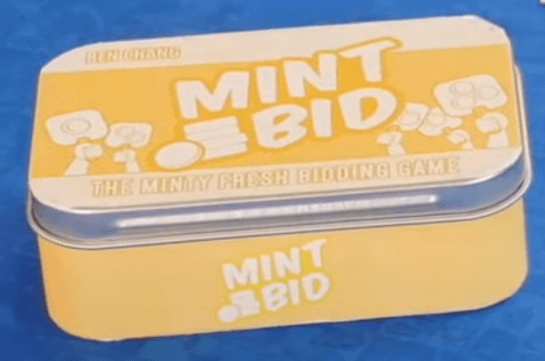 BEN CHANG
MINT
BID
THE MINTY FRESH BIDDING GAME
MINT
BID